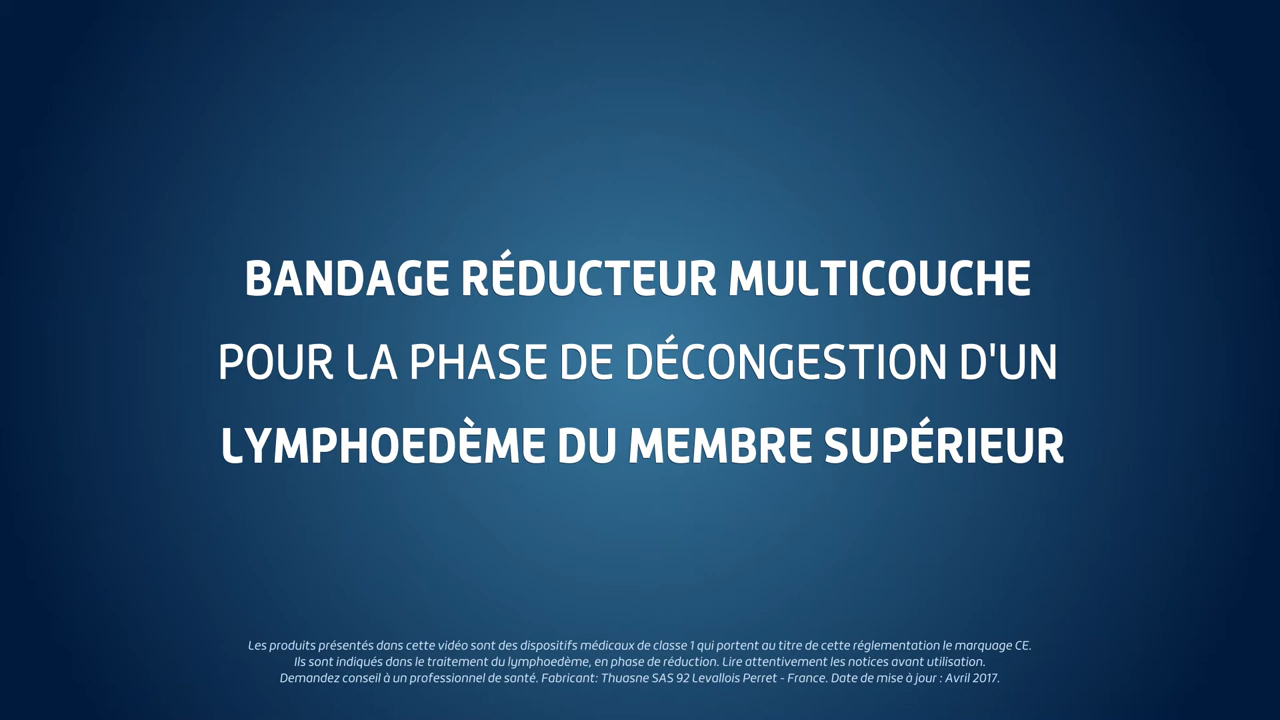 BANDAGE RÉDUCTEUR MULTICOUCHE
POUR LA PHASE DE DÉCONGESTION D'UN
LYMPHOEDÈME DU MEMBRE SUPÉRIEUR
Les produits présentés dans cette vidéo sont des dispositifs médicaux de classe 1 qui portent au titre de cette réglementation le marquage CE.
Ils sont indiqués dans le traitement du lymphoedème, en phase de réduction. Lire attentivement les notices avant utilisation.
Demandez conseil à un professionnel de santé. Fabricant: Thuasne SAS 92 Levallois Perret - France. Date de mise à jour : Avril 2017.